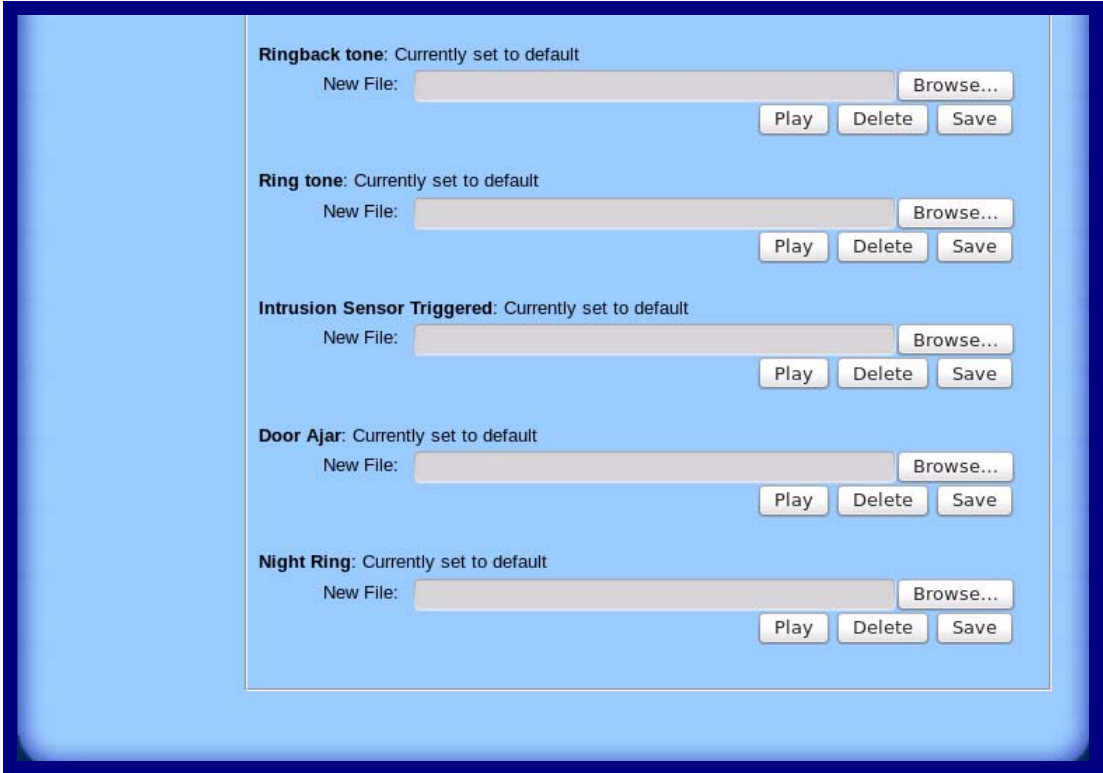 Ringback tone: Currently set to default
New File: Browse...
Play Delete Save
Ring tone: Currently set to default
New File: Browse...
Play Delete Save
Intrusion Sensor Triggered: Currently set to default
New File: Browse...
Play Delete Save
Door Ajar: Currently set to default
New File: Browse...
Play Delete Save
Night Ring: Currently set to default
New File: Browse...
Play Delete Save